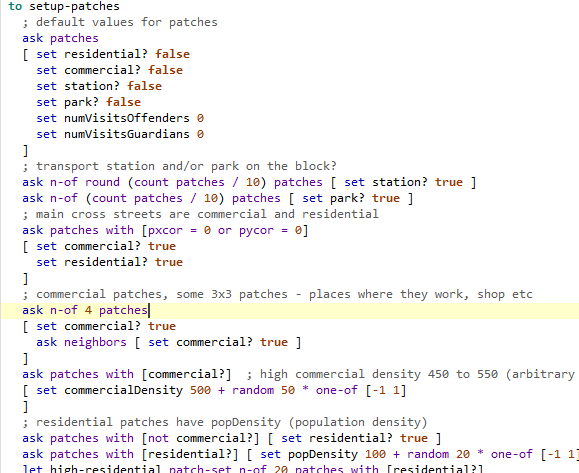 to setup-patches
; default values for patches
ask patches
[ set residential? false
set commercial? false
set station? false
set park? false
set numVisitsOffenders 0
set numVisitsGuardians 0
]
; transport station and/or park on the block?
ask n-of round (count patches / 10) patches [ set station? true ]
ask n-of (count patches / 10) patches [ set park? true ]
; main cross streets are commercial and residential
ask patches with [pxcor = 0 or pycor = 0]
[ set commercial? true
set residential? true
]
; commercial patches, some 3x3 patches - places where they work, shop etc
ask n-of 4 patches
[ set commercial? true
ask neighbors [ set commercial? true ]
]
ask patches with [commercial?] ; high commercial density 450 to 550 (arbitrary
[ set commercialDensity 500 + random 50 * one-of [-1 1]
]
; residential patches have popDensity (population density)
ask patches with [not commercial?] [ set residential? true ]
ask patches with [residential?] [ set popDensity 100 + random 20 * one-of [-1 1]
let high-residential patch-set n-of 20 patches with [residential?]